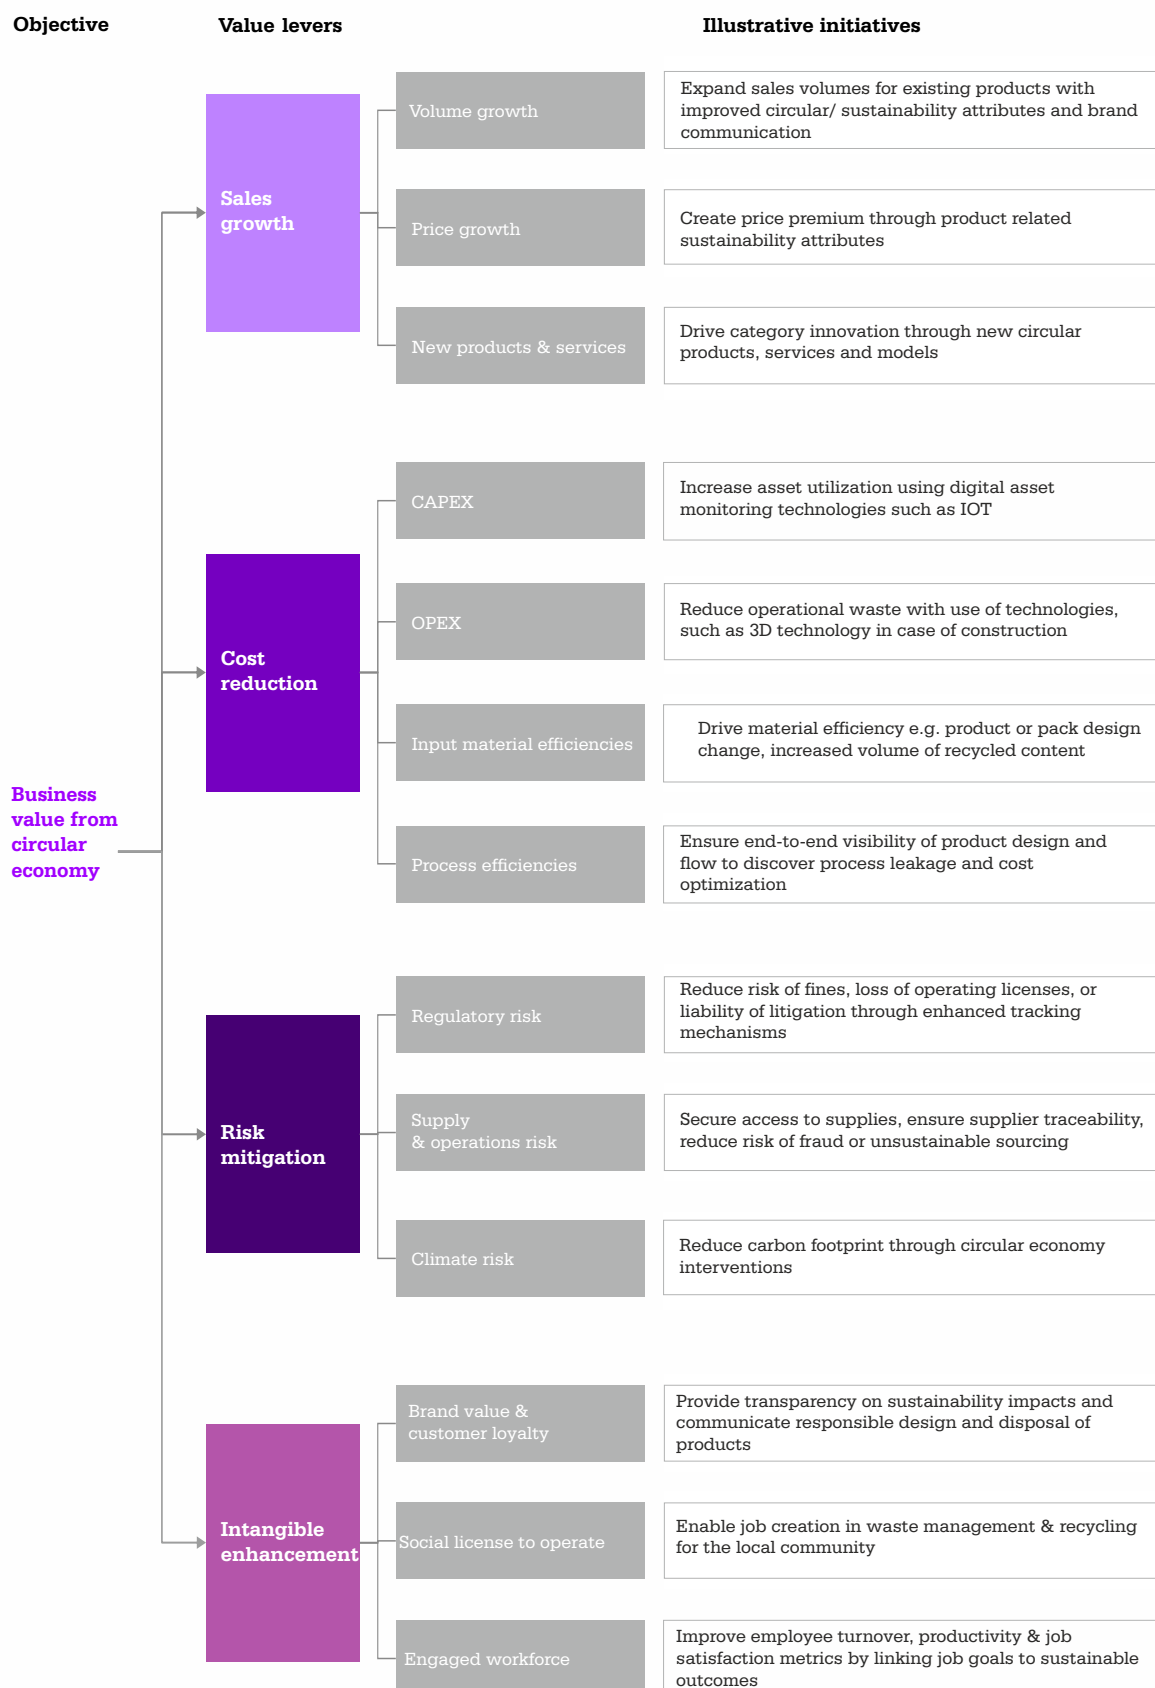 Objective
Value levers
Illustrative initiatives
Business
value from
circular
economy
Sales
growth
Volume growth
Expand sales volumes for existing products with
improved circular/ sustainability attributes and brand
communication
Price growth
Create price premium through product related
sustainability attributes
New products & services
Drive category innovation through new circular
products, services and models
Cost
reduction
CAPEX
Increase asset utilization using digital asset
monitoring technologies such as IOT
OPEX
Reduce operational waste with use of technologies,
such as 3D technology in case of construction
Input material efficiencies
Drive material efficiency e.g. product or pack design
change, increased volume of recycled content
Process efficiencies
Ensure end-to-end visibility of product design and
flow to discover process leakage and cost
optimization
Risk
mitigation
Regulatory risk
Reduce risk of fines, loss of operating licenses, or
liability of litigation through enhanced tracking
mechanisms
Supply
& operations risk
Secure access to supplies, ensure supplier traceability,
reduce risk of fraud or unsustainable sourcing
Climate risk
Reduce carbon footprint through circular economy
interventions
Intangible
enhancement
Brand value &
customer loyalty
Provide transparency on sustainability impacts and
communicate responsible design and disposal of
products
Social license to operate
Enable job creation in waste management & recycling
for the local community
Engaged workforce
Improve employee turnover, productivity & job
satisfaction metrics by linking job goals to sustainable
outcomes